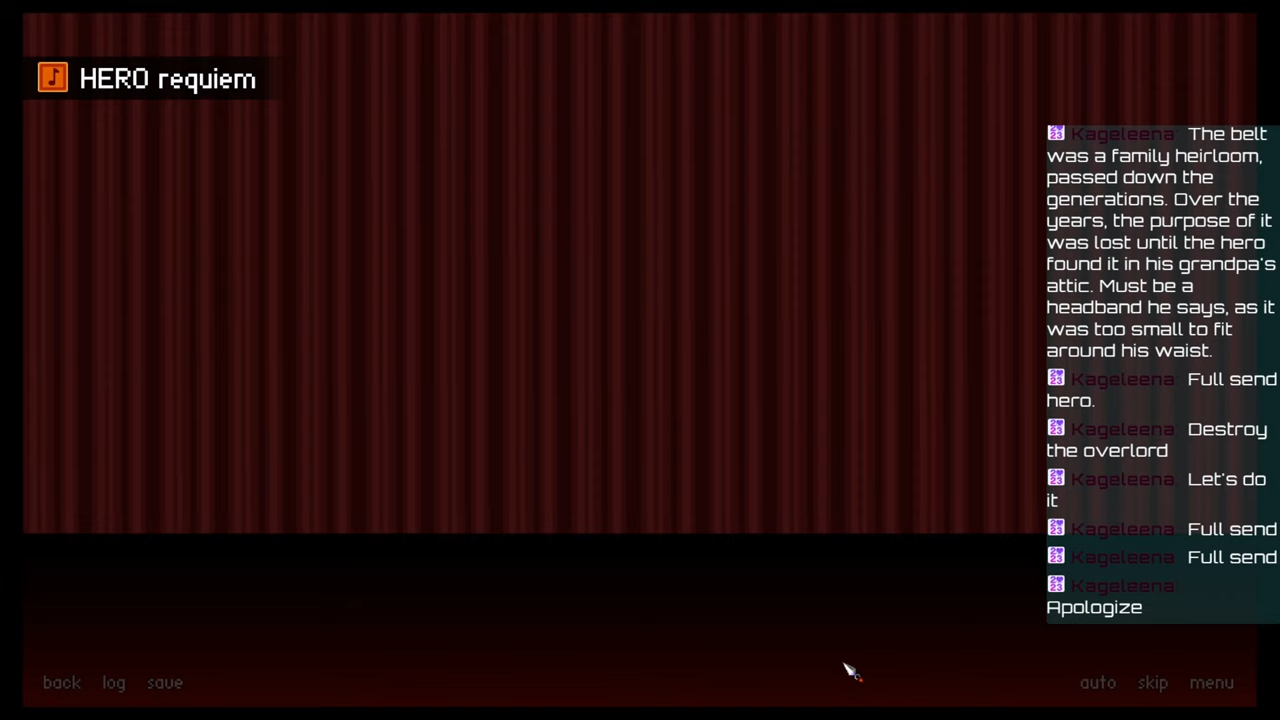 HERO requiem
Kageleena The belt
was a family heirloom,
passed down the
generations. Over the
years, the purpose of it
was lost until the hero
found it in his grandpa's
attic. Must be a
headband he says, as it
was too small to fit
around his waist.
Kageleena Full send
hero.
Kageleena Destroy
the overlord
Kageleena Let's do
it
Kageleena Full send
Kageleena Full send
Kageleena
Apologize
back log save
auto skip menu